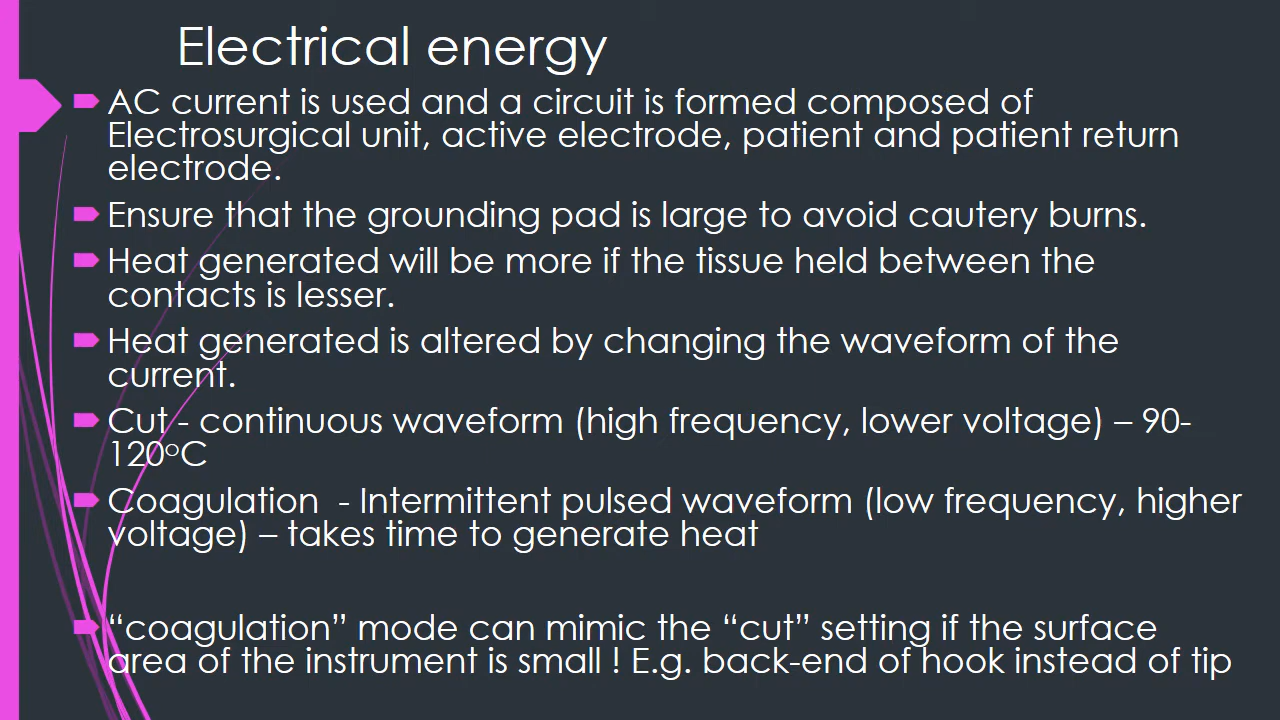 Electrical energy
AC current is used and a circuit is formed composed of
Electrosurgical unit, active electrode, patient and patient return
electrode.
Ensure that the grounding pad is large to avoid cautery burns.
Heat generated will be more if the tissue held between the
contacts is lesser.
Heat generated is altered by changing the waveform of the
current.
Cut - continuous waveform (high frequency, lower voltage) – 90-
120°C
Coagulation  - Intermittent pulsed waveform (low frequency, higher
voltage) – takes time to generate heat
“coagulation” mode can mimic the “cut” setting if the surface
area of the instrument is small ! E.g. back-end of hook instead of tip